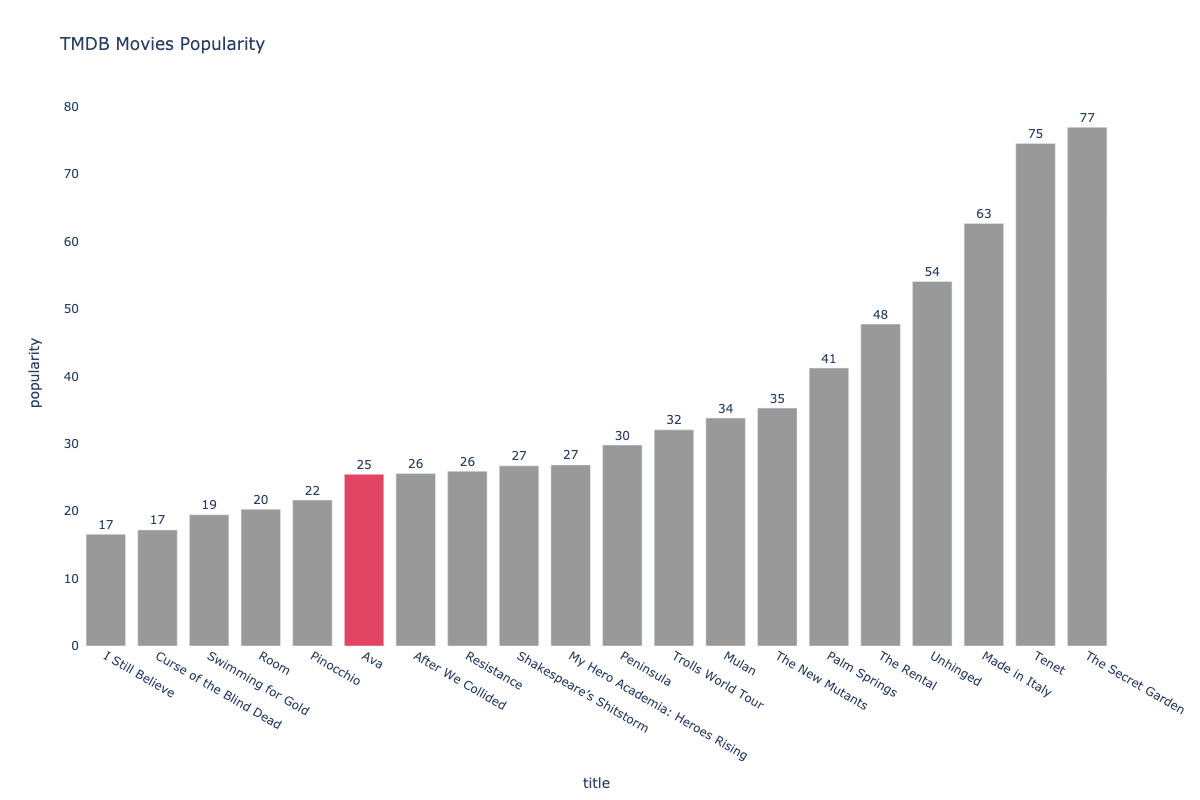 TMDB Movies Popularity
80
70
60
50
40
30
20
10
0
popularity
17
17
19
20
22
25
26
26
27
27
30
32
34
35
41
48
54
63
75
77
I Still Believe
Curse of the Blind Dead
Swimming for Gold
Room
Pinocchio
Ava
After We Collided
Resistance
Shakespeare's Shitstorm
My Hero Academia: Heroes Rising
Peninsula
Trolls World Tour
Mulan
The New Mutants
Palm Springs
The Rental
Unhinged
Made in Italy
Tenet
The Secret Garden
title